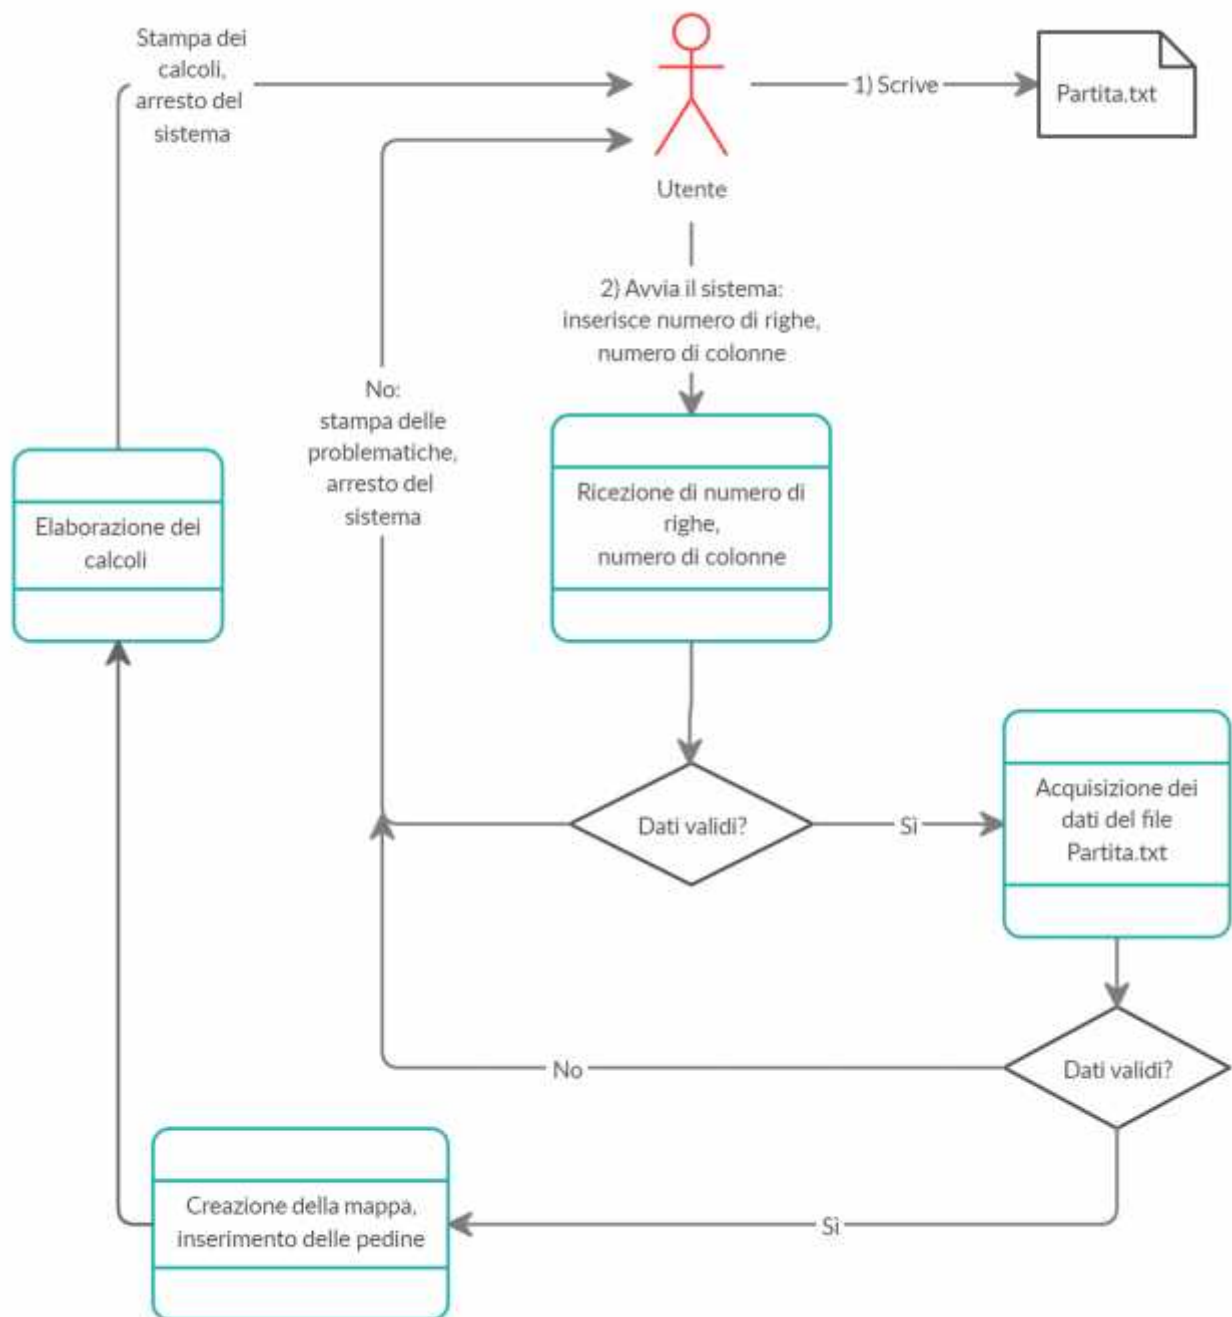 Stampa dei
calcoli,
arresto del
sistema
1) Scrive
Partita.txt
Utente
2) Avvia il sistema:
inserisce numero di righe,
numero di colonne
No:
stampa delle
problematiche,
arresto del
sistema
Ricezione di numero di
righe,
numero di colonne
Elaborazione dei
calcoli
Dati validi?
Sì
Acquisizione dei
dati del file
Partita.txt
No
Dati validi?
Creazione della mappa,
inserimento delle pedine
Sì